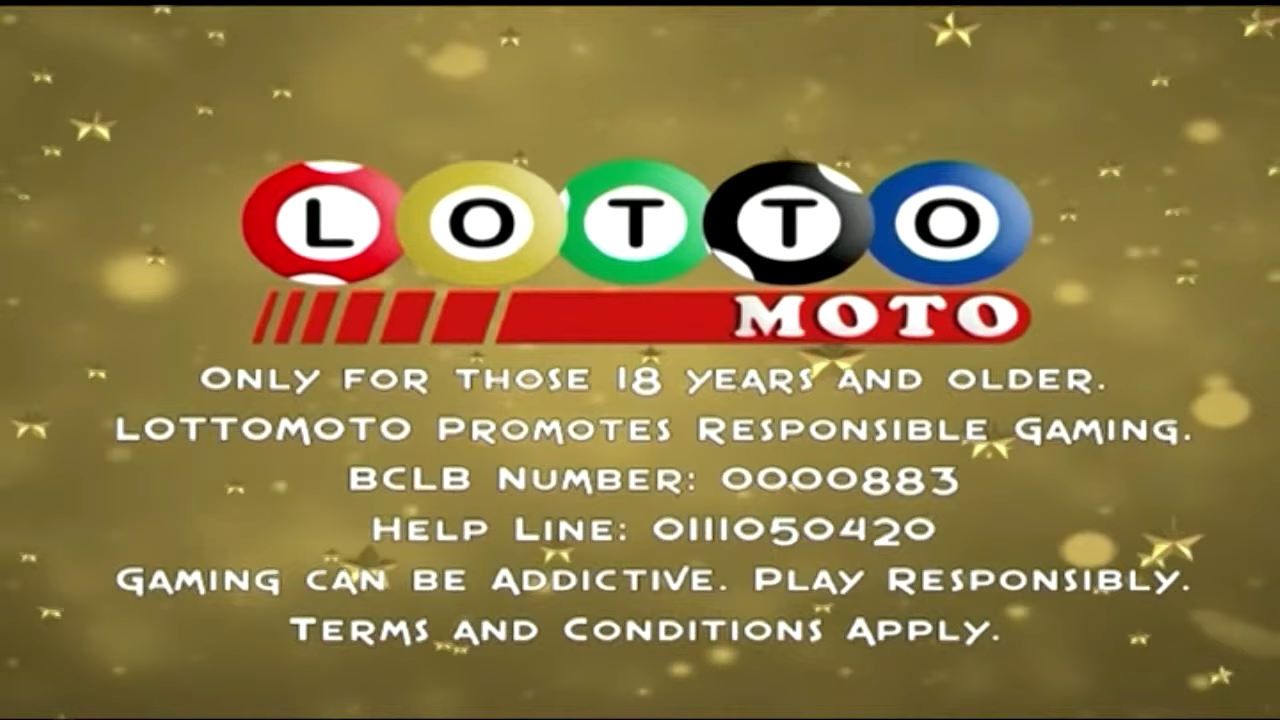 LOTTO
MOTO
ONLY FOR THOSE 18 YEARS AND OLDER.
LOTTOMOTO PROMOTES RESPONSIBLE GAMING.
BCLB NUMBER: 0000883
HELP LINE: 0111050420
GAMING CAN BE ADDICTIVE. PLAY RESPONSIBLY.
TERMS AND CONDITIONS APPLY.